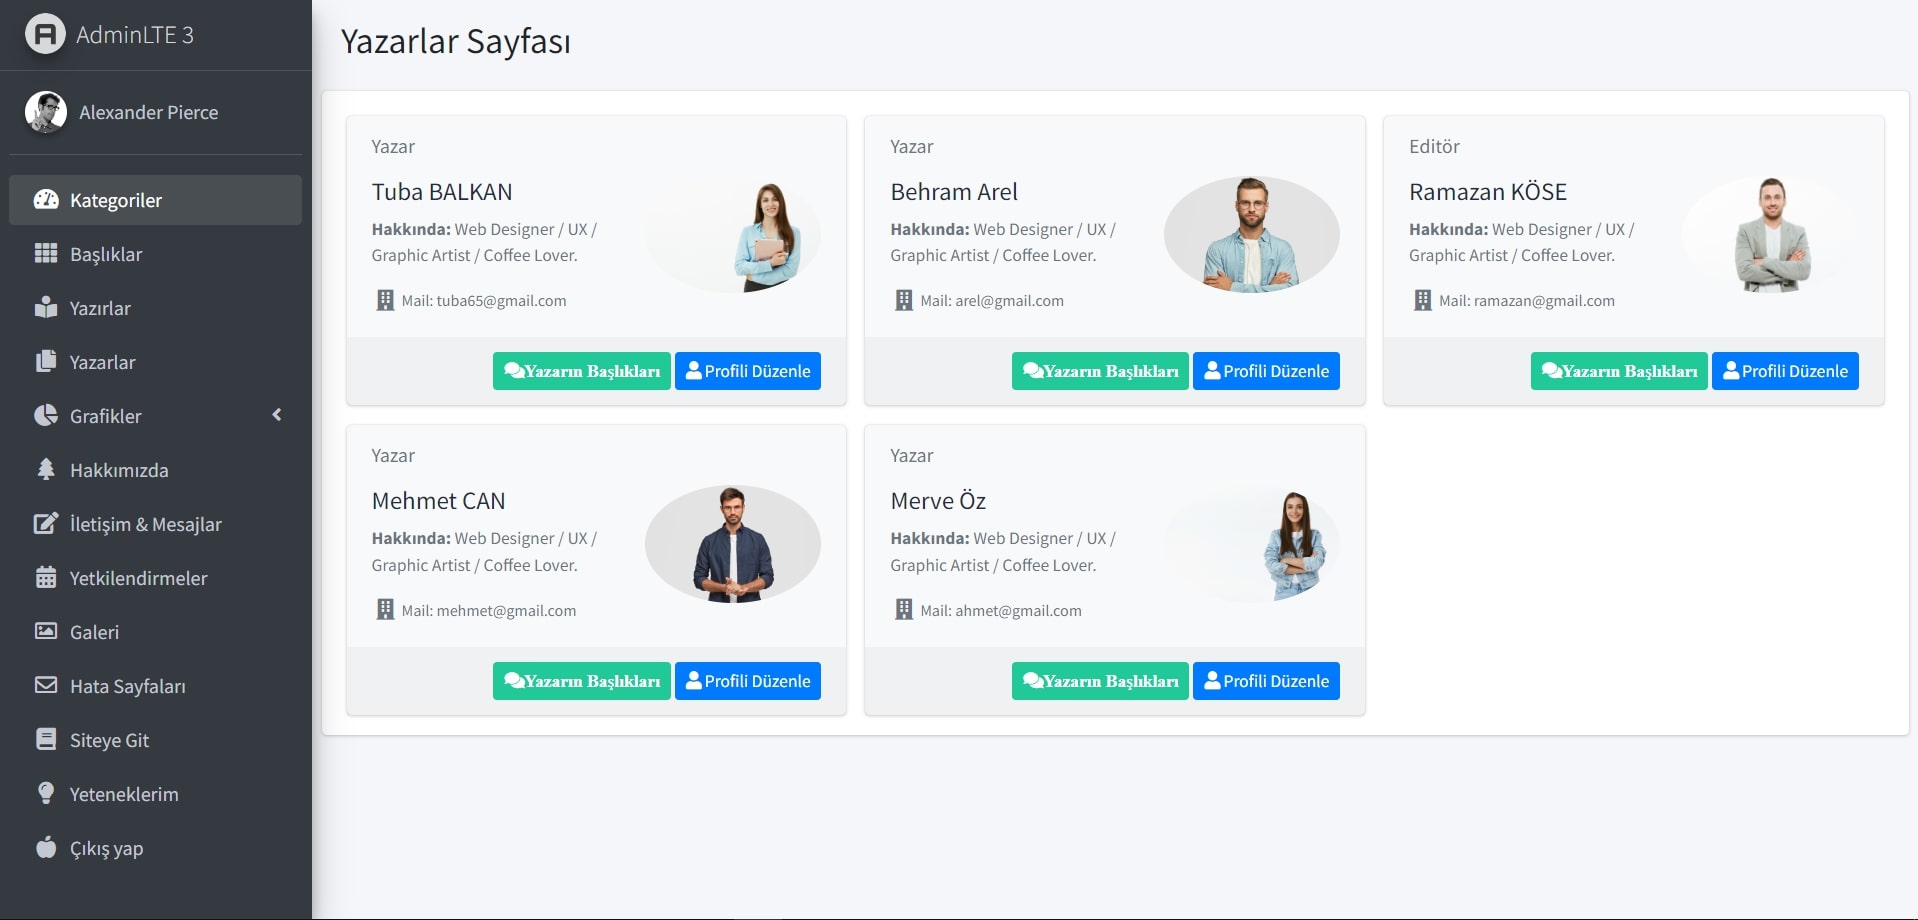 AdminLTE 3
Alexander Pierce
Kategoriler
Başlıklar
Yazırlar
Yazarlar
Grafikler
Hakkımızda
İletişim & Mesajlar
Yetkilendirmeler
Galeri
Hata Sayfaları
Siteye Git
Yeteneklerim
Çıkış yap
Yazarlar Sayfası
Yazar
Tuba BALKAN
Hakkında: Web Designer / UX /
Graphic Artist / Coffee Lover.
Mail: tuba65@gmail.com
Yazarın Başlıkları Profili Düzenle
Yazar
Behram Arel
Hakkında: Web Designer / UX /
Graphic Artist / Coffee Lover.
Mail: arel@gmail.com
Yazarın Başlıkları Profili Düzenle
Editör
Ramazan KÖSE
Hakkında: Web Designer / UX /
Graphic Artist / Coffee Lover.
Mail: ramazan@gmail.com
Yazarın Başlıkları Profili Düzenle
Yazar
Mehmet CAN
Hakkında: Web Designer / UX /
Graphic Artist / Coffee Lover.
Mail: mehmet@gmail.com
Yazarın Başlıkları Profili Düzenle
Yazar
Merve Öz
Hakkında: Web Designer / UX /
Graphic Artist / Coffee Lover.
Mail: ahmet@gmail.com
Yazarın Başlıkları Profili Düzenle